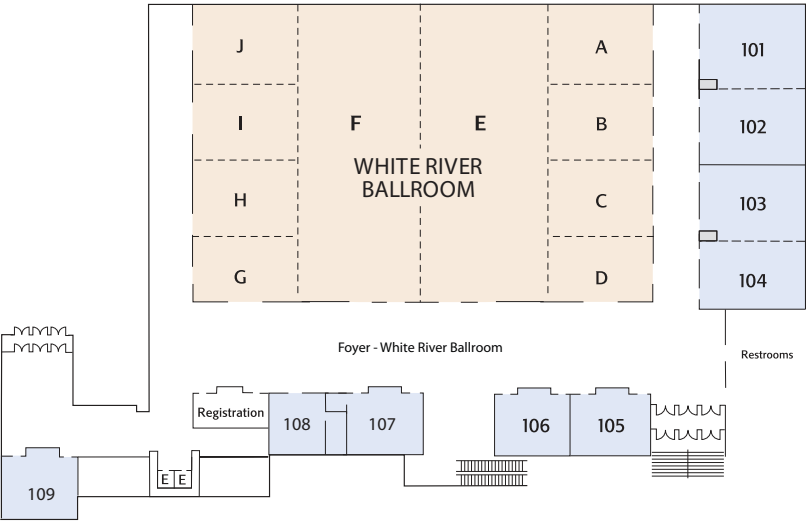 J
A
101
I
F
E
B
102
WHITE RIVER
BALLROOM
H
C
103
G
D
104
Foyer - White River Ballroom
Restrooms
Registration
108
107
106
105
E E
109